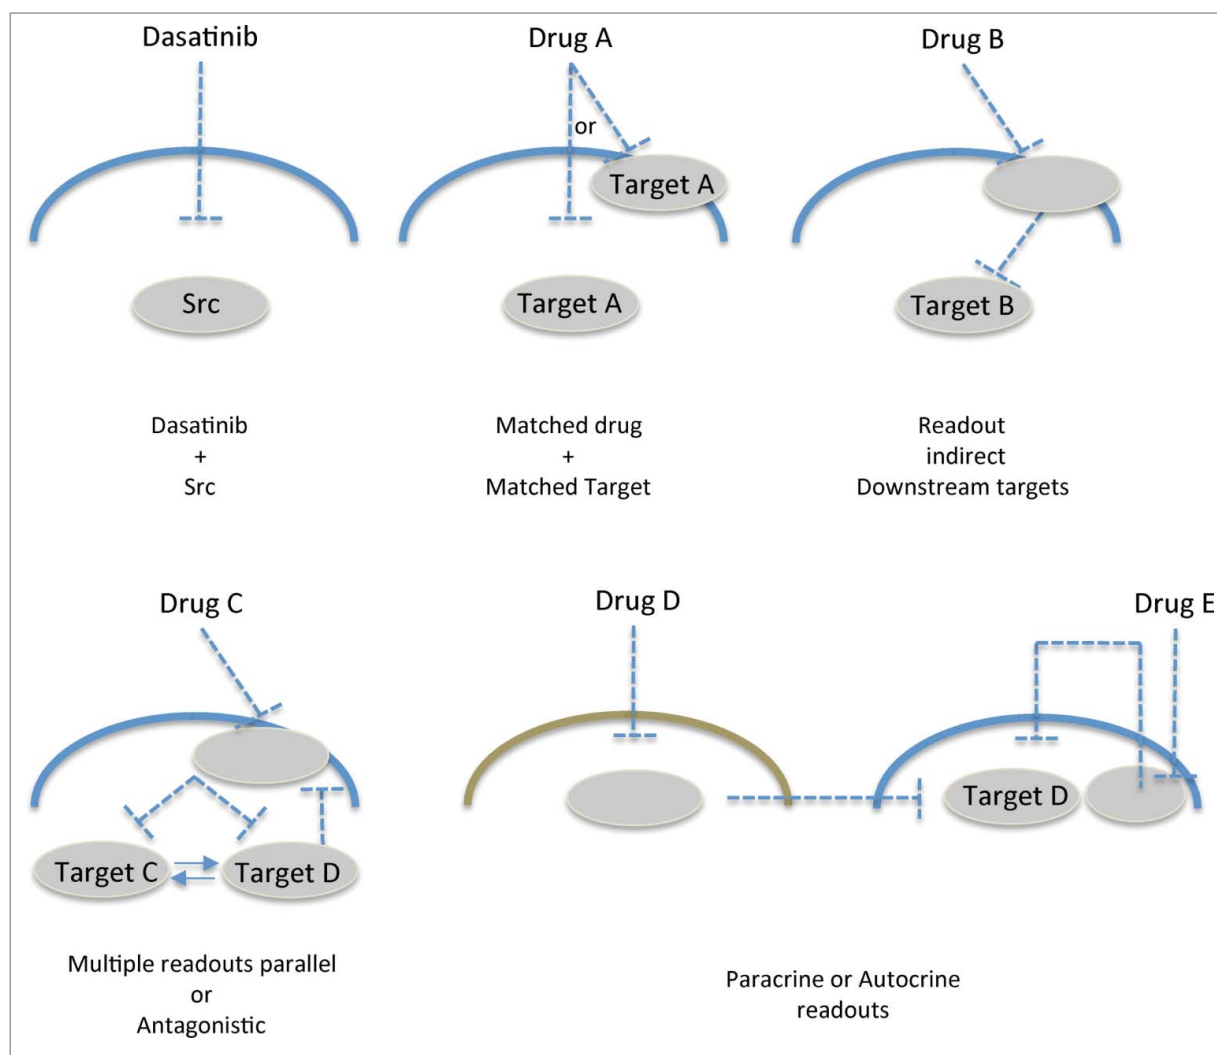 Dasatinib
Drug A
Drug B
or
Target A
Src
Target A
Target B
Dasatinib
+
Src
Matched drug
+
Matched Target
Readout
indirect
Downstream targets
Drug C
Drug D
Drug E
Target D
Target C
Target D
Multiple readouts parallel
or
Antagonistic
Paracrine or Autocrine
readouts